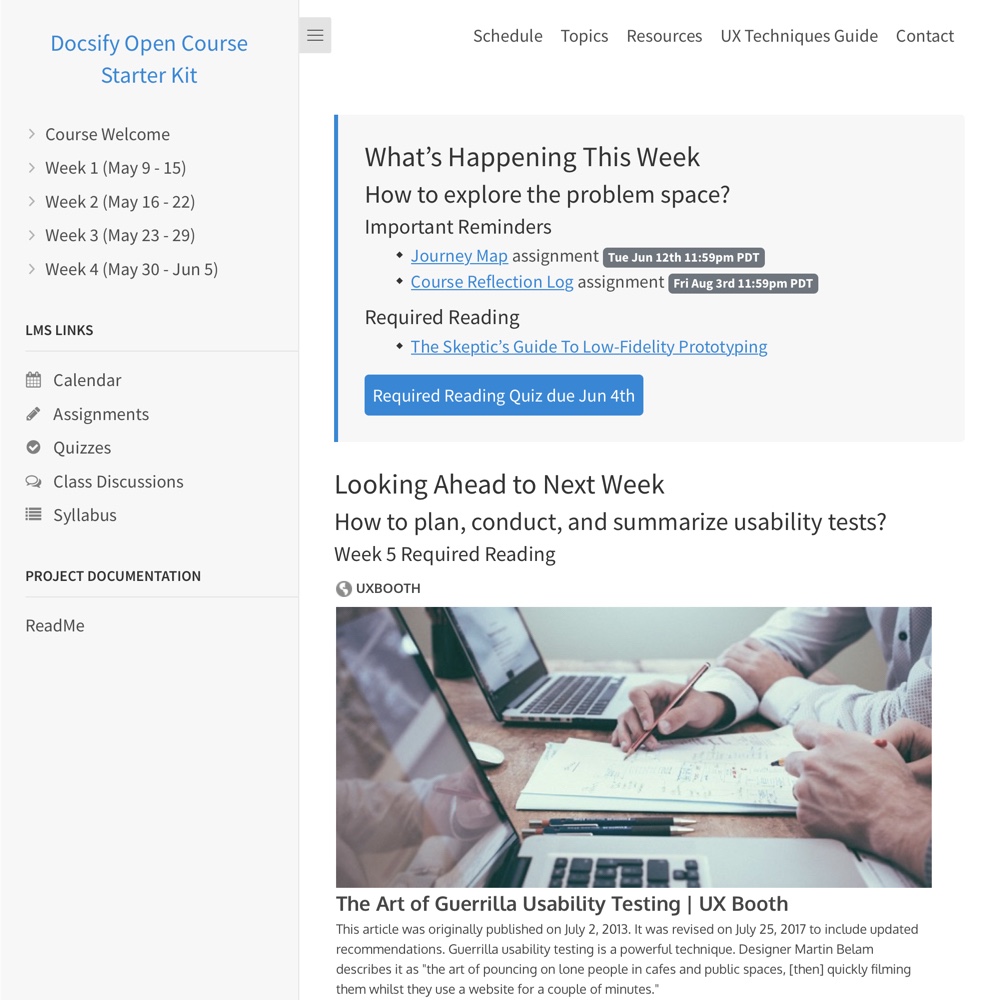 Docsify Open Course
Starter Kit
Course Welcome
Week 1 (May 9 - 15)
Week 2 (May 16 - 22)
Week 3 (May 23 - 29)
Week 4 (May 30 - Jun 5)
LMS LINKS
Calendar
Assignments
Quizzes
Class Discussions
Syllabus
PROJECT DOCUMENTATION
ReadMe
Schedule Topics Resources UX Techniques Guide Contact
What’s Happening This Week
How to explore the problem space?
Important Reminders
Journey Map assignment Tue Jun 12th 11:59pm PDT
Course Reflection Log assignment Fri Aug 3rd 11:59pm PDT
Required Reading
The Skeptic’s Guide To Low-Fidelity Prototyping
Required Reading Quiz due Jun 4th
Looking Ahead to Next Week
How to plan, conduct, and summarize usability tests?
Week 5 Required Reading
UXBOOTH
The Art of Guerrilla Usability Testing | UX Booth
This article was originally published on July 2, 2013. It was revised on July 25, 2017 to include updated
recommendations. Guerrilla usability testing is a powerful technique. Designer Martin Belam
describes it as "the art of pouncing on lone people in cafes and public spaces, [then] quickly filming
them whilst they use a website for a couple of minutes."